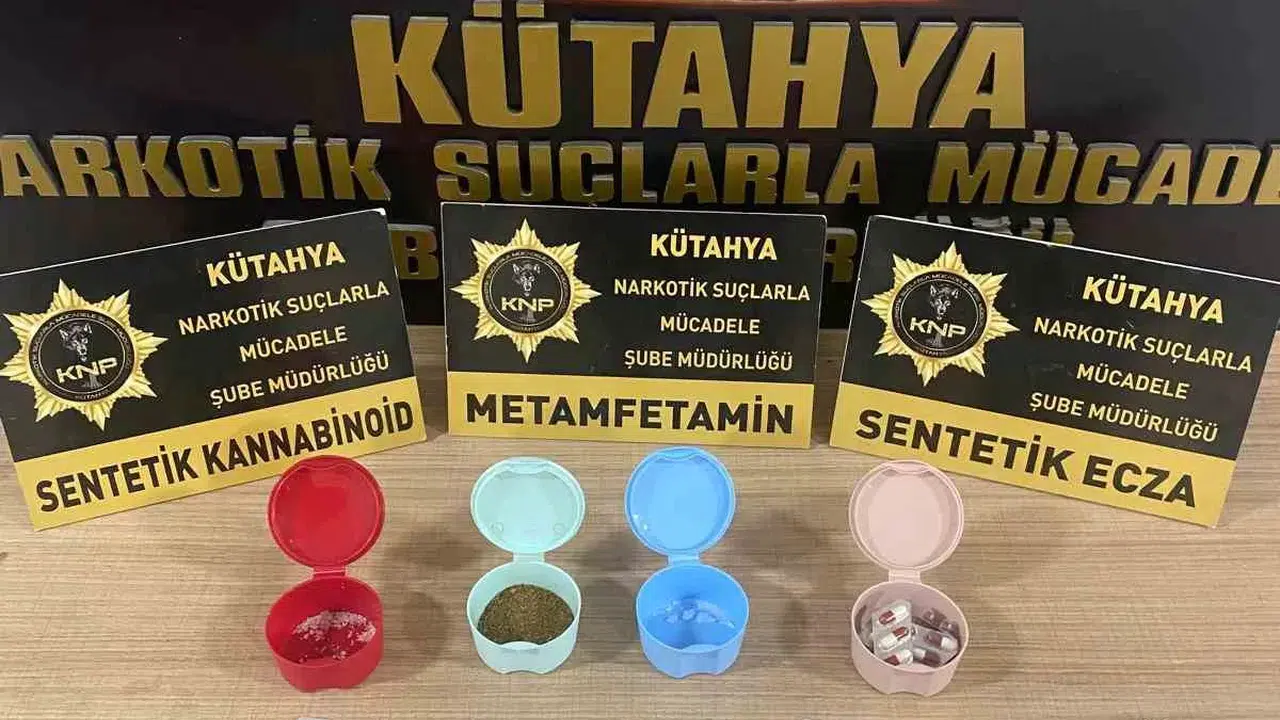 KÜTAHYA
ARKOTİK SUÇLARLA MÜCADE
KÜTAHYA
NARKOTİK SUÇLARLA
MÜCADELE
ŞUBE MÜDÜRLÜĞÜ
KNP
SENTETİK KANNABİNOİD
KÜTAHYA
NARKOTİK SUÇLARLA
MÜCADELE
ŞUBE MÜDÜRLÜĞÜ
KNP
METAMFETAMİN
KÜTAHYA
NARKOTİK SUÇLARLA
MÜCADELE
ŞUBE MÜDÜRLÜĞÜ
KNP
SENTETİK ECZA